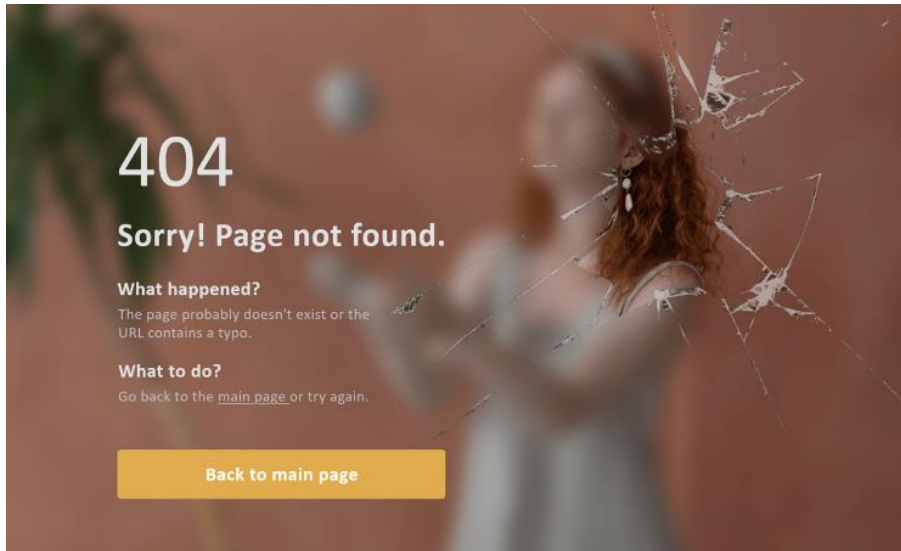 404
Sorry! Page not found.
What happened?
The page probably doesn't exist or the
URL contains a typo.
What to do?
Go back to the main page or try again.
Back to main page